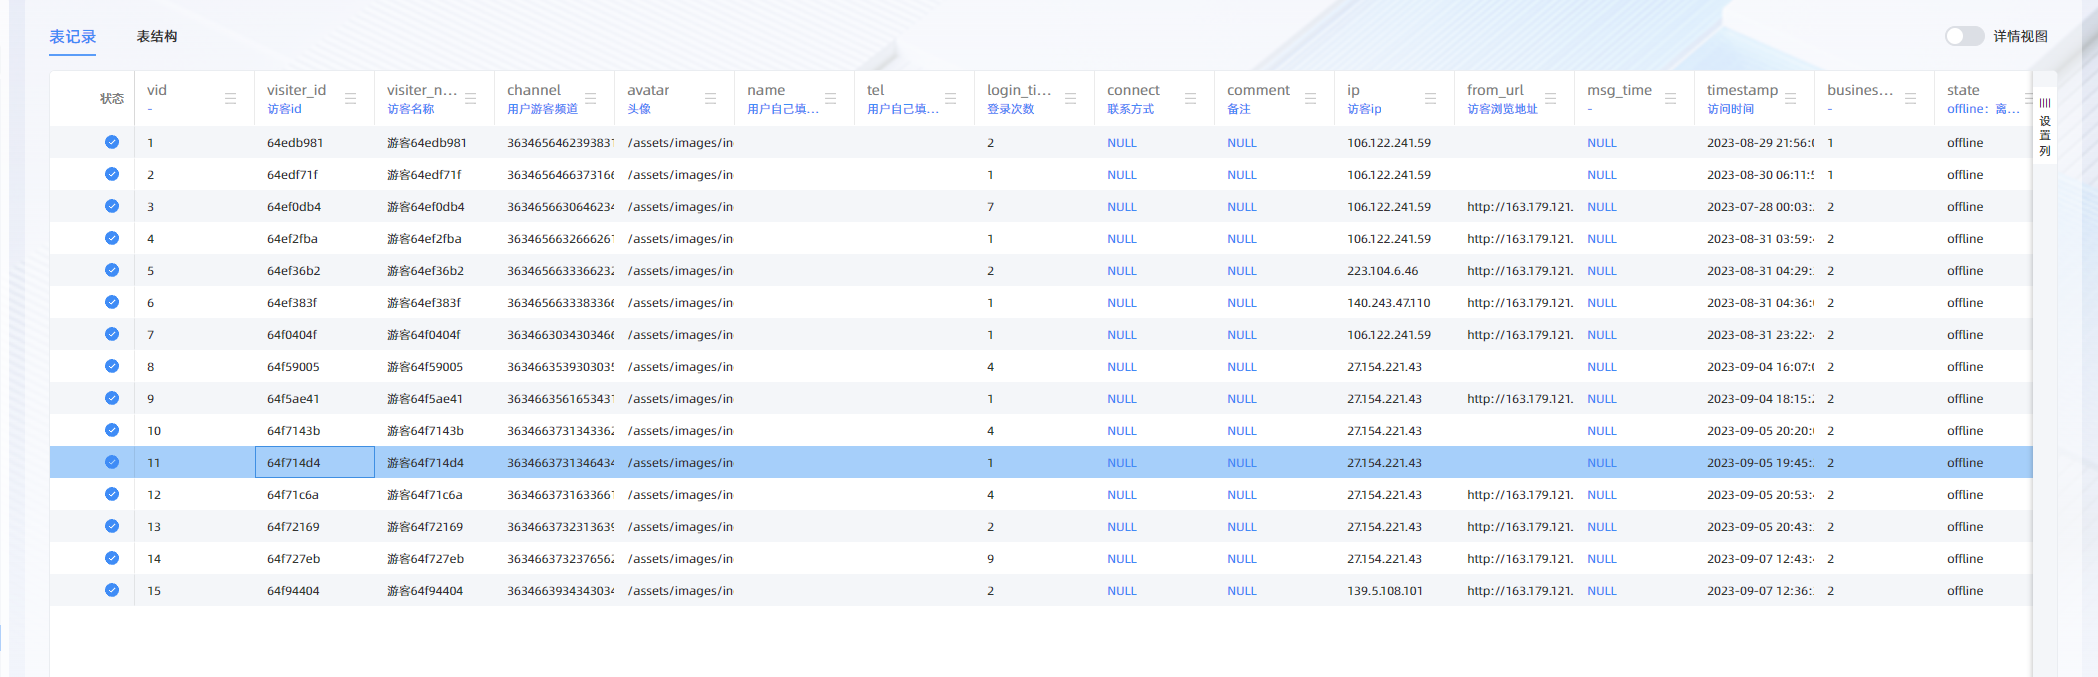 表记录 表结构 详情视图
状态 vid visiter_id visiter_n... channel avatar name tel login_ti... connect comment ip from_url msg_time timestamp busines... state
- 访客id 访客名称 用户游客频道 头像 用户自己填... 用户自己填... 登录次数 联系方式 备注 访客ip 访客浏览地址 - 访问时间 - offline：离...
设置列
1 64edb981 游客64edb981 3634656462393831 /assets/images/in 2 NULL NULL 106.122.241.59 NULL 2023-08-29 21:56: 1 offline
2 64edf71f 游客64edf71f 3634656466373166 /assets/images/in 1 NULL NULL 106.122.241.59 NULL 2023-08-30 06:11: 1 offline
3 64ef0db4 游客64ef0db4 3634656630646234 /assets/images/in 7 NULL NULL 106.122.241.59 http://163.179.121. NULL 2023-07-28 00:03: 2 offline
4 64ef2fba 游客64ef2fba 3634656632666261 /assets/images/in 1 NULL NULL 106.122.241.59 http://163.179.121. NULL 2023-08-31 03:59: 2 offline
5 64ef36b2 游客64ef36b2 3634656633366232 /assets/images/in 2 NULL NULL 223.104.6.46 http://163.179.121. NULL 2023-08-31 04:29: 2 offline
6 64ef383f 游客64ef383f 3634656633383366 /assets/images/in 1 NULL NULL 140.243.47.110 http://163.179.121. NULL 2023-08-31 04:36: 2 offline
7 64f0404f 游客64f0404f 3634663034303466 /assets/images/in 1 NULL NULL 106.122.241.59 http://163.179.121. NULL 2023-08-31 23:22: 2 offline
8 64f59005 游客64f59005 3634663539303035 /assets/images/in 4 NULL NULL 27.154.221.43 NULL 2023-09-04 16:07: 2 offline
9 64f5ae41 游客64f5ae41 3634663561653431 /assets/images/in 1 NULL NULL 27.154.221.43 http://163.179.121. NULL 2023-09-04 18:15: 2 offline
10 64f7143b 游客64f7143b 3634663731343362 /assets/images/in 4 NULL NULL 27.154.221.43 NULL 2023-09-05 20:20: 2 offline
11 64f714d4 游客64f714d4 3634663731346434 /assets/images/in 1 NULL NULL 27.154.221.43 NULL 2023-09-05 19:45: 2 offline
12 64f71c6a 游客64f71c6a 3634663731633661 /assets/images/in 4 NULL NULL 27.154.221.43 http://163.179.121. NULL 2023-09-05 20:53: 2 offline
13 64f72169 游客64f72169 3634663732313639 /assets/images/in 2 NULL NULL 27.154.221.43 http://163.179.121. NULL 2023-09-05 20:43: 2 offline
14 64f727eb 游客64f727eb 3634663732376562 /assets/images/in 9 NULL NULL 27.154.221.43 http://163.179.121. NULL 2023-09-07 12:43: 2 offline
15 64f94404 游客64f94404 3634663934343034 /assets/images/in 2 NULL NULL 139.5.108.101 http://163.179.121. NULL 2023-09-07 12:36: 2 offline